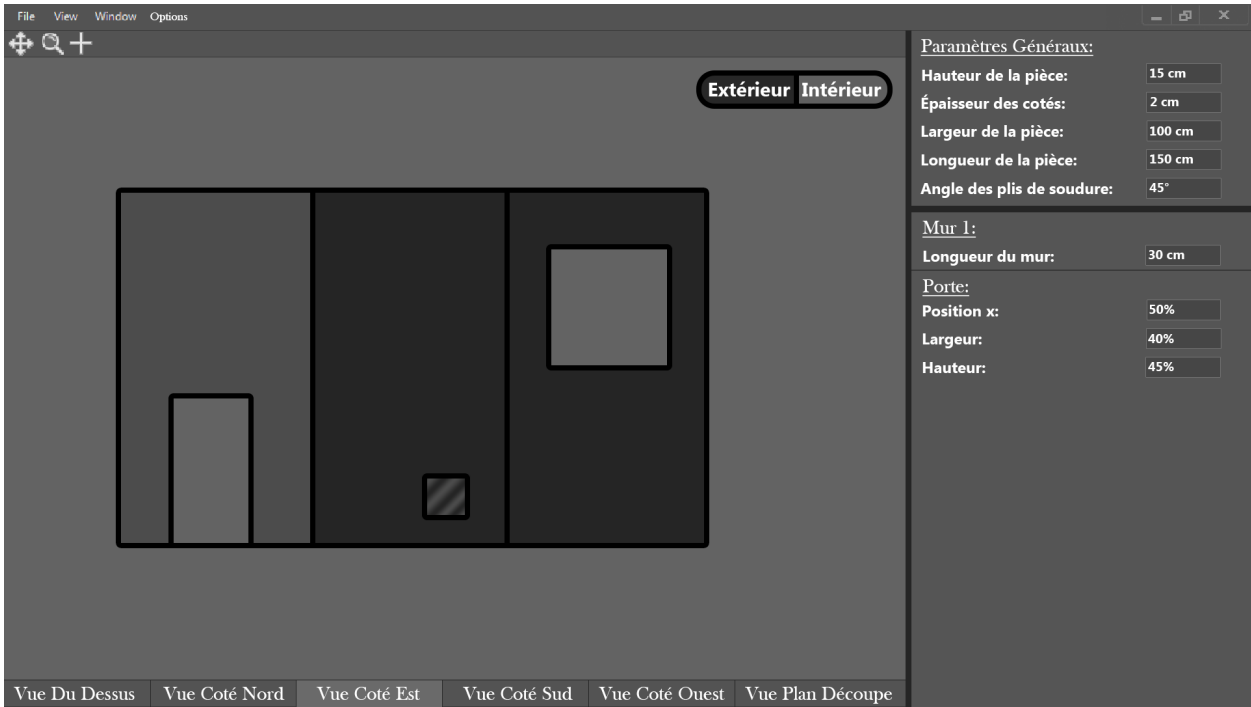 File View Window Options
Extérieur Intérieur
Paramètres Généraux:
Hauteur de la pièce: 15 cm
Épaisseur des cotés: 2 cm
Largeur de la pièce: 100 cm
Longueur de la pièce: 150 cm
Angle des plis de soudure: 45°
Mur 1:
Longueur du mur: 30 cm
Porte:
Position x: 50%
Largeur: 40%
Hauteur: 45%
Vue Du Dessus Vue Coté Nord Vue Coté Est Vue Coté Sud Vue Coté Ouest Vue Plan Découpe